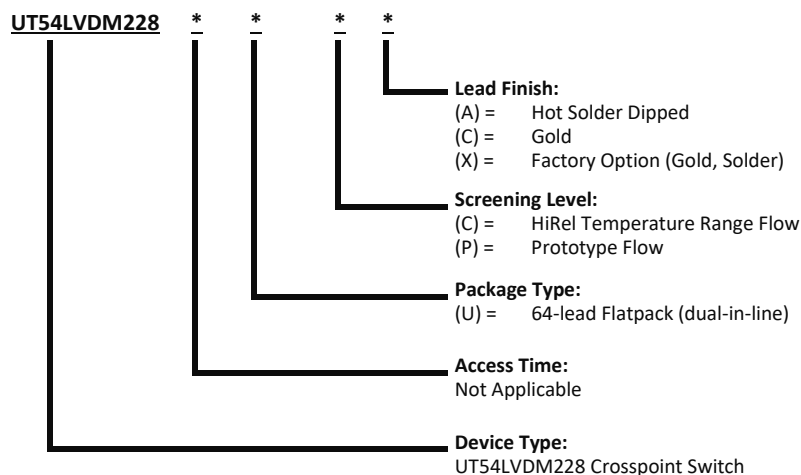 UT54LVDM228 * * * *
Lead Finish:
(A) = Hot Solder Dipped
(C) = Gold
(X) = Factory Option (Gold, Solder)
Screening Level:
(C) = HiRel Temperature Range Flow
(P) = Prototype Flow
Package Type:
(U) = 64-lead Flatpack (dual-in-line)
Access Time:
Not Applicable
Device Type:
UT54LVDM228 Crosspoint Switch